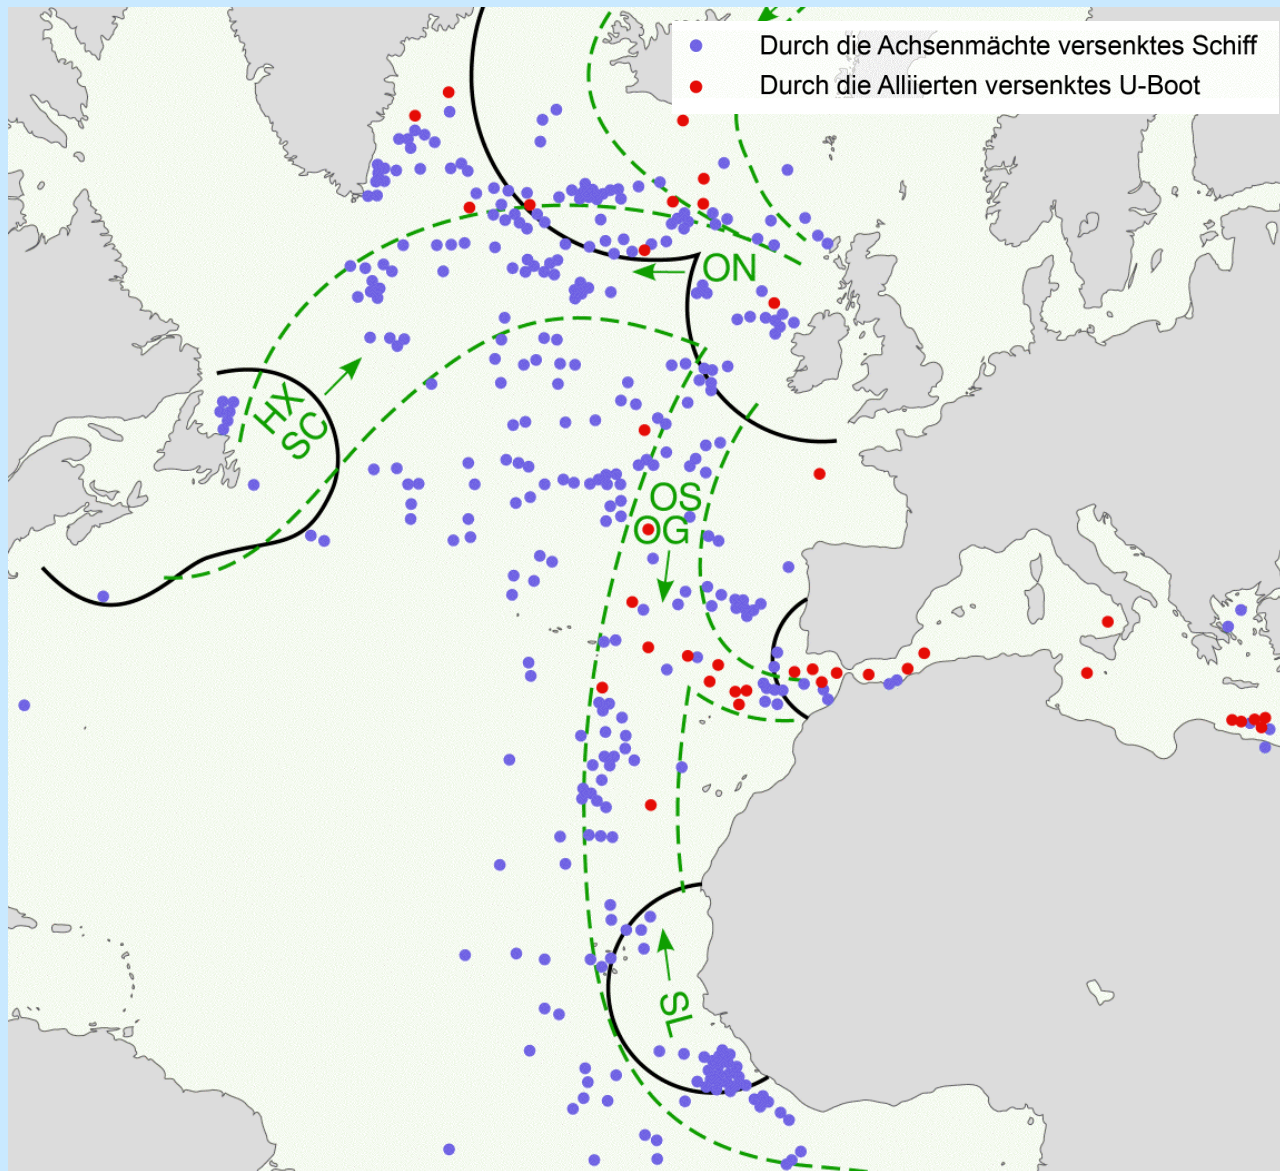 Durch die Achsenmächte versenktes Schiff
Durch die Alliierten versenktes U-Boot
ON
HX
SC
OS
OG
SL